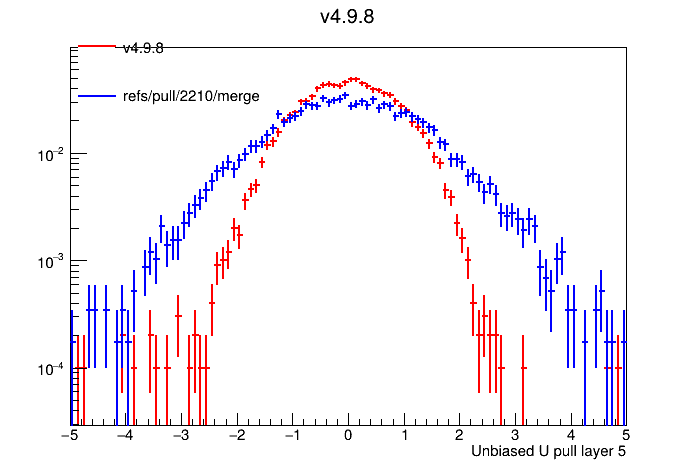 v4.9.8
v4.9.8
refs/pull/2210/merge
10−2
10−3
10−4
−5 −4 −3 −2 −1 0 1 2 3 4 5
Unbiased U pull layer 5